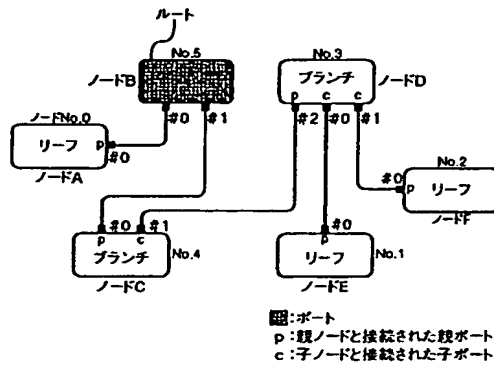 ルート
No.5
ノードB
#0
#1
No.3
ブランチ
p c c
ノードD
#2
#0
#1
ノードNo.0
リーフ
p
#0
ノードA
No.2
#0
p
リーフ
ノードF
#0
#1
p c
ブランチ
No.4
ノードC
#0
p
リーフ
No.1
ノードE
:ポート
p:親ノードと接続された親ポート
c:子ノードと接続された子ポート